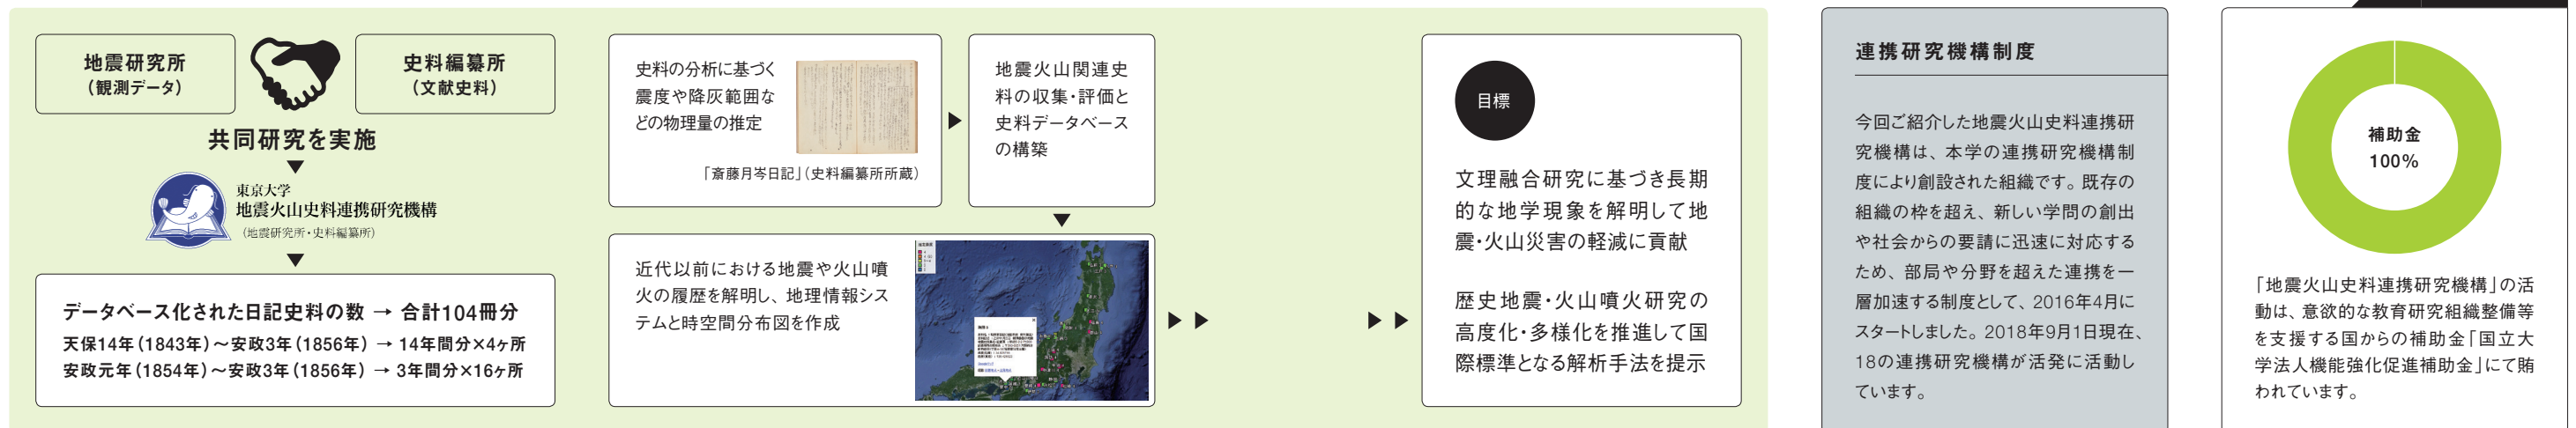 地震研究所
（観測データ）
史料編纂所
（文献史料）
共同研究を実施
東京大学
地震火山史料連携研究機構
（地震研究所・史料編纂所）
データベース化された日記史料の数 → 合計104冊分
天保14年（1843年）～安政3年（1856年） → 14年間分×4ヶ所
安政元年（1854年）～安政3年（1856年） → 3年間分×16ヶ所
史料の分析に基づく
震度や降灰範囲な
どの物理量の推定
「斎藤月岑日記」（史料編纂所所蔵）
地震火山関連史
料の収集・評価と
史料データベース
の構築
近代以前における地震や火山噴
火の履歴を解明し、地理情報シス
テムと時空間分布図を作成
目標
文理融合研究に基づき長期
的な地学現象を解明して地
震・火山災害の軽減に貢献
歴史地震・火山噴火研究の
高度化・多様化を推進して国
際標準となる解析手法を提示
連携研究機構制度
今回ご紹介した地震火山史料連携研
究機構は、本学の連携研究機構制
度により創設された組織です。既存の
組織の枠を超え、新しい学問の創出
や社会からの要請に迅速に対応する
ため、部局や分野を超えた連携を一
層加速する制度として、2016年4月に
スタートしました。2018年9月1日現在、
18の連携研究機構が活発に活動し
ています。
補助金
100%
「地震火山史料連携研究機構」の活
動は、意欲的な教育研究組織整備等
を支援する国からの補助金「国立大
学法人機能強化促進補助金」にて賄
われています。